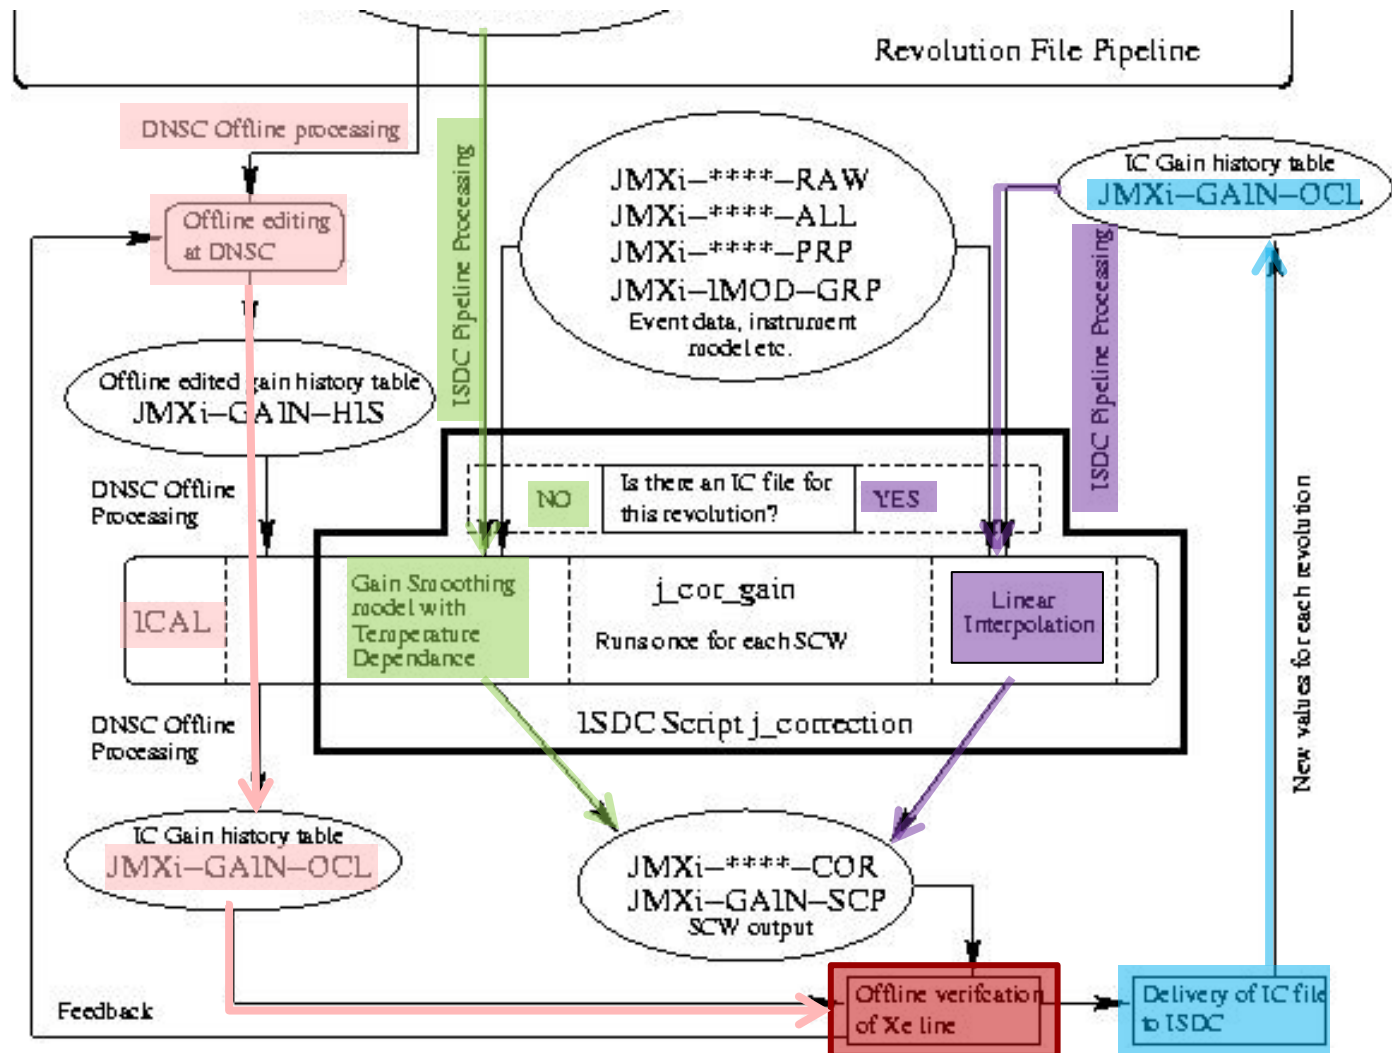 Revolution File Pipeline
DNSC Offline processing
Offline editing
at DNSC
ISDC Pipeline Processing
JMXi-****-RAW
JMXi-****-ALL
JMXi-****-PRP
JMXi-IMOD-GRP
Event data, instrument
model etc.
IC Gain history table
JMXi-GAIN-OCL
ISDC Pipeline Processing
Offline edited gain history table
JMXi-GAIN-HIS
DNSC Offline
Processing
NO
Is there an IC file for
this revolution?
YES
ICAL
Gain Smoothing
model with
Temperature
Dependance
j_cor_gain
Runs once for each SCW
Linear
Interpolation
New values for each revolution
DNSC Offline
Processing
ISDC Script j_correction
IC Gain history table
JMXi-GAIN-OCL
JMXi-****-COR
JMXi-GAIN-SCP
SCW output
Feedback
Offline verifcation
of Xe line
Delivery of IC file
to ISDC